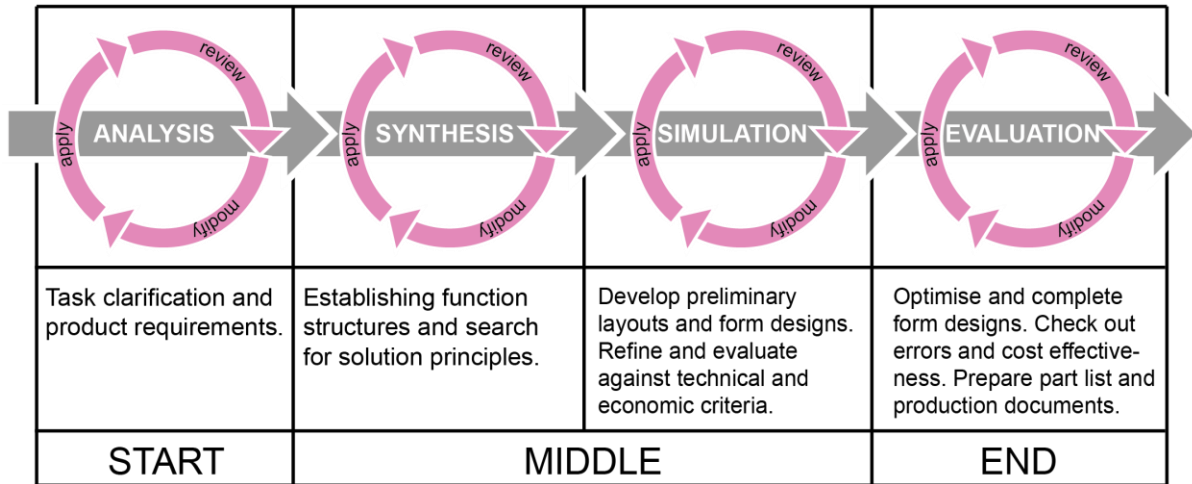 review
apply
ANALYSIS
modify
review
apply
SYNTHESIS
modify
review
apply
SIMULATION
modify
review
apply
EVALUATION
modify
Task clarification and
product requirements.
Establishing function
structures and search
for solution principles.
Develop preliminary
layouts and form designs.
Refine and evaluate
against technical and
economic criteria.
Optimise and complete
form designs. Check out
errors and cost effective-
ness. Prepare part list and
production documents.
START
MIDDLE
END